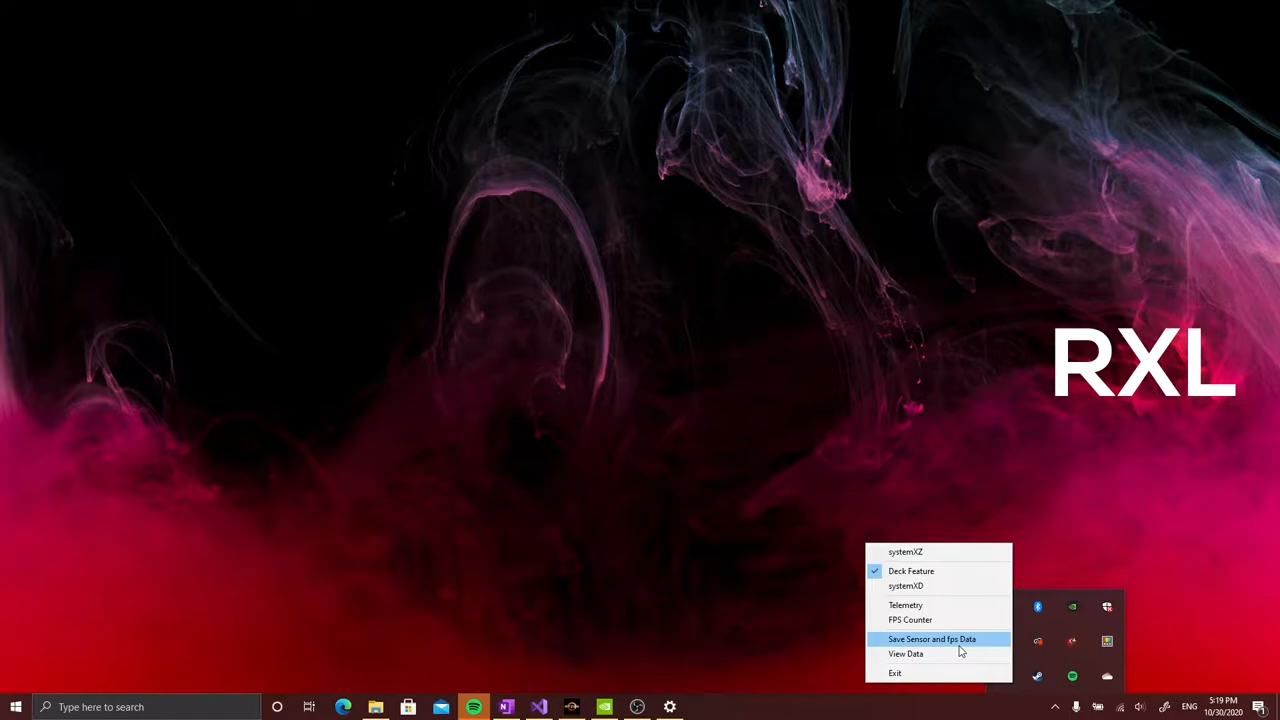 RXL
systemXZ
Deck Feature
systemXD
Telemetry
FPS Counter
Save Sensor and fps Data
View Data
Exit
Type here to search
ENG
5:19 PM
10/30/2020
1